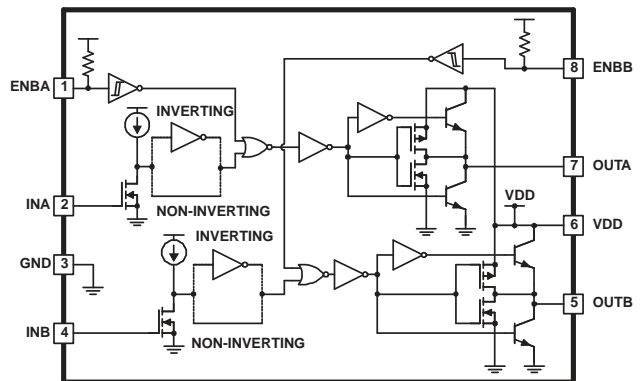 ENBA 1
8 ENBB
INVERTING
7 OUTA
INA 2
NON-INVERTING
VDD
INVERTING
6 VDD
GND 3
5 OUTB
INB 4
NON-INVERTING